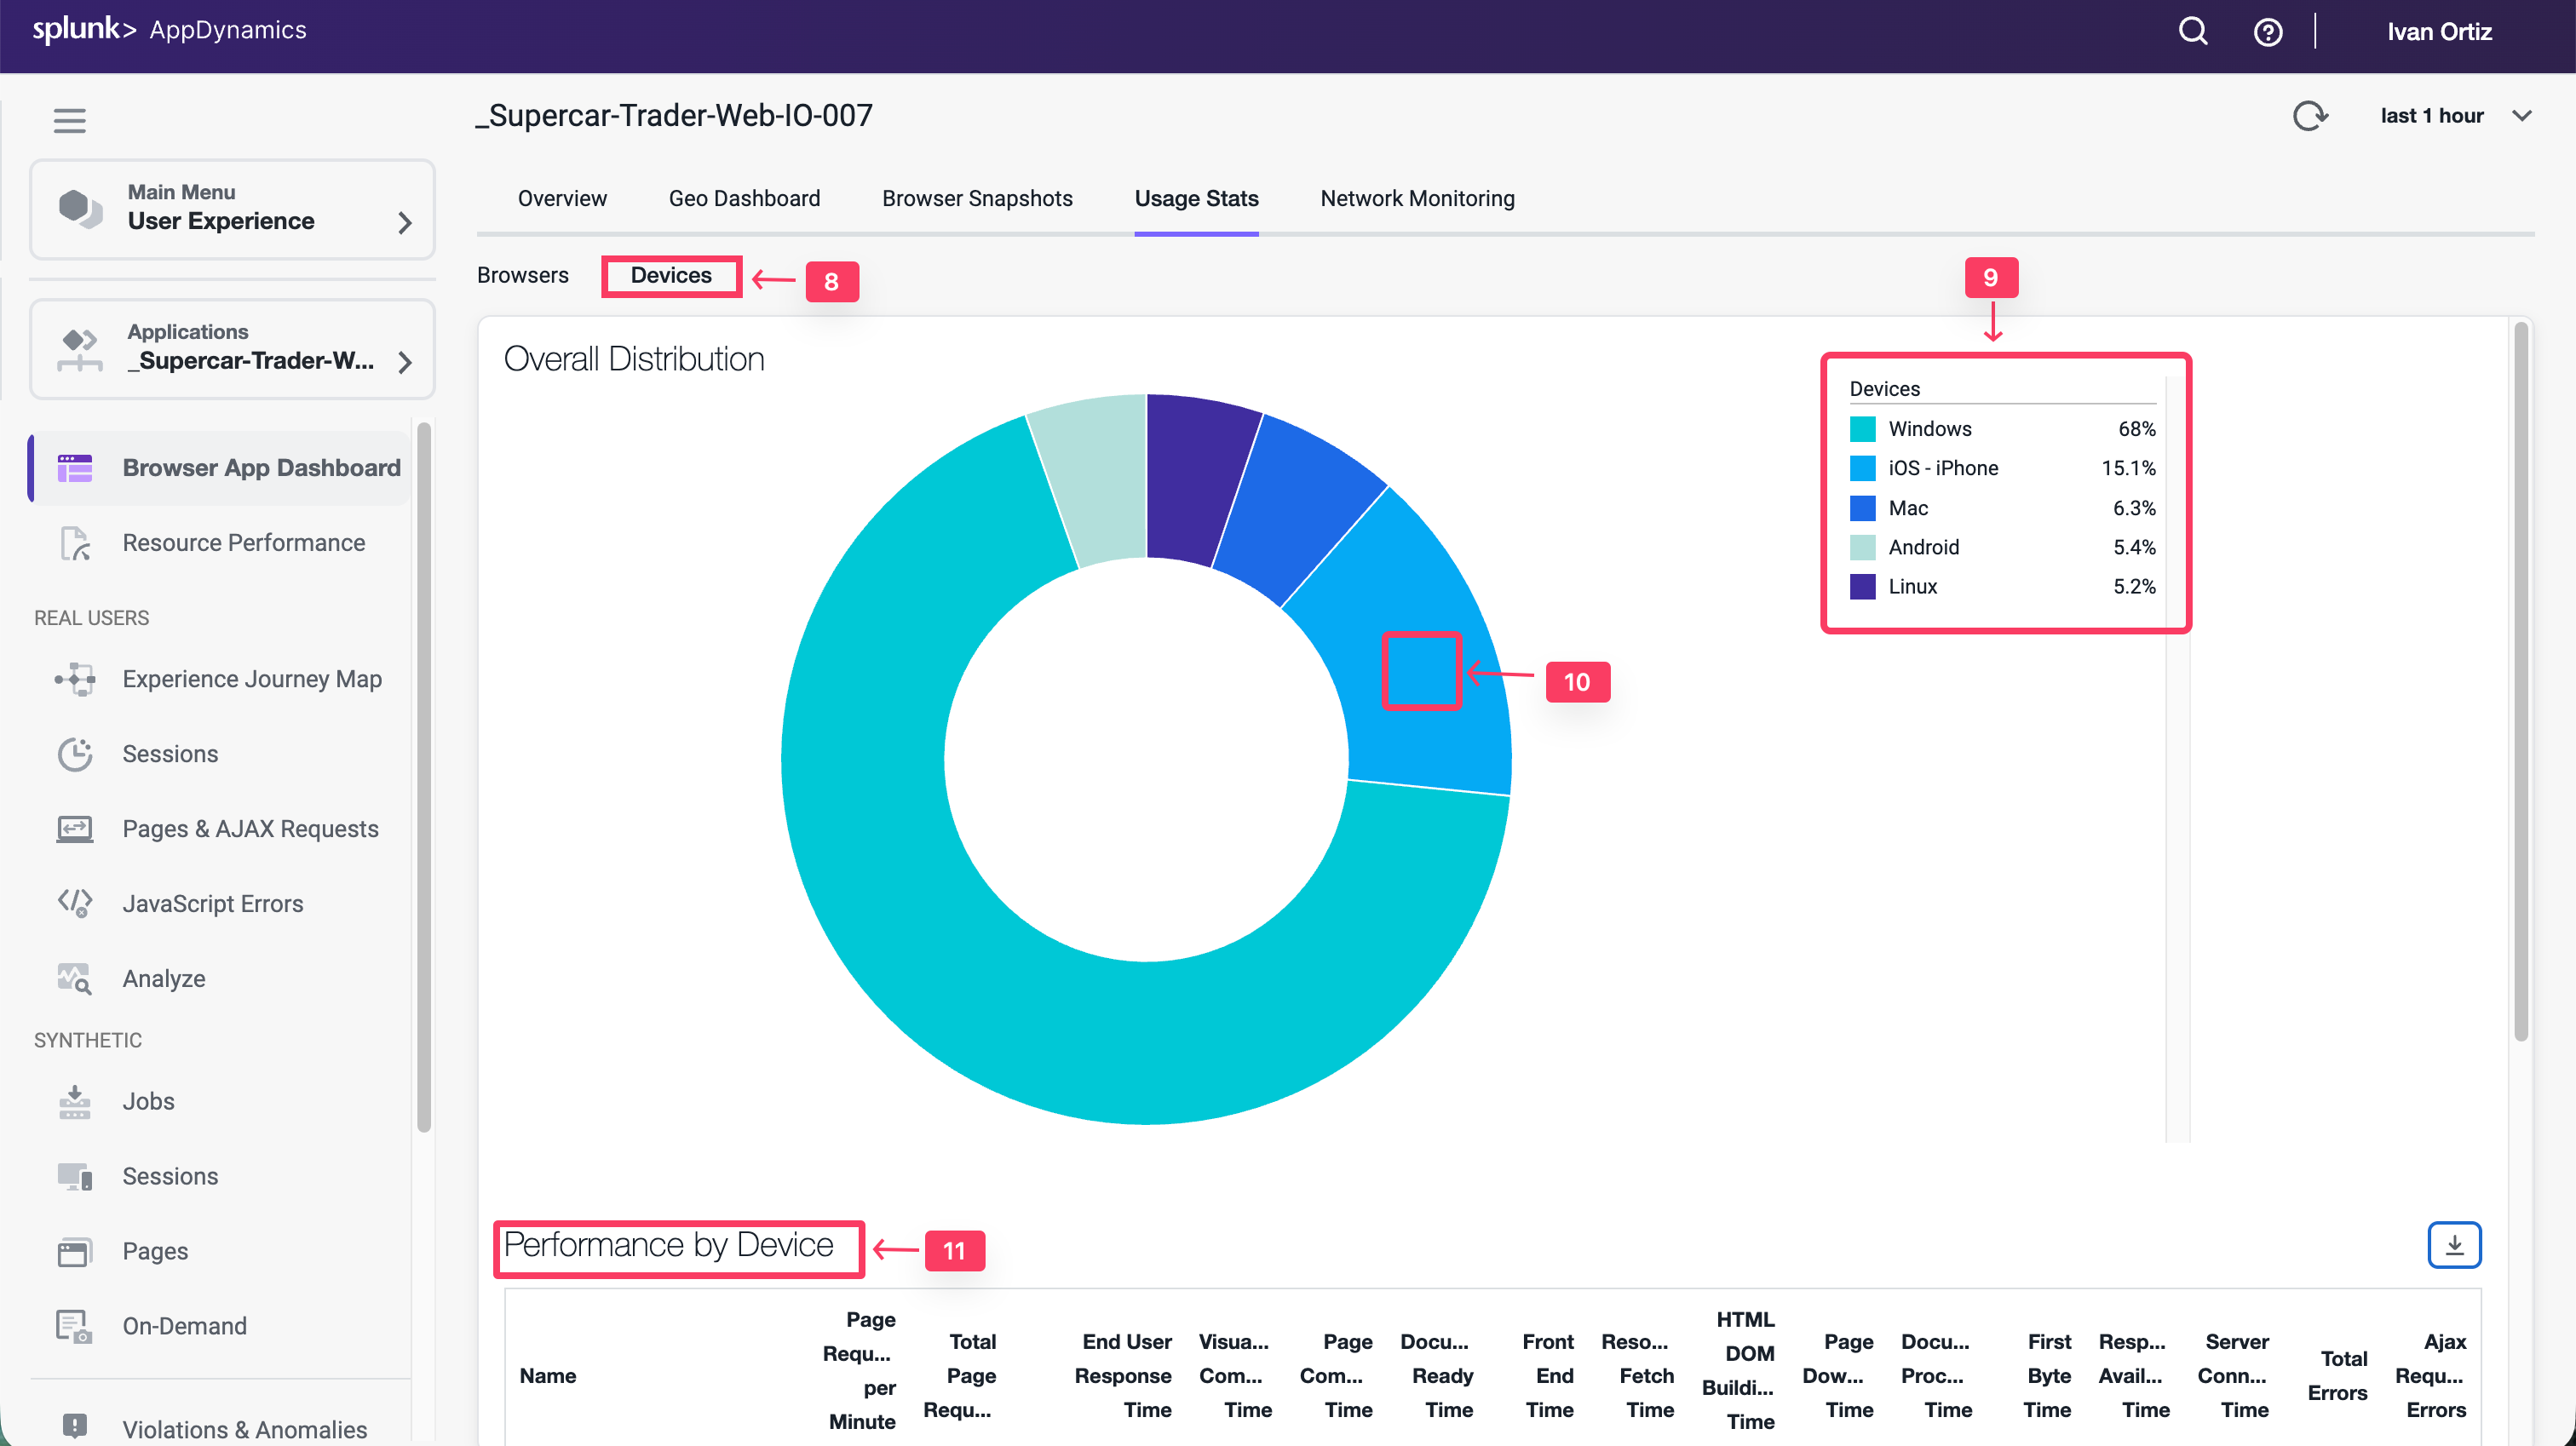 splunk> AppDynamics
Ivan Ortiz
_Supercar-Trader-Web-IO-007
last 1 hour
Main Menu
User Experience
Applications
_Supercar-Trader-W...
Browser App Dashboard
Resource Performance
REAL USERS
Experience Journey Map
Sessions
Pages & AJAX Requests
JavaScript Errors
Analyze
SYNTHETIC
Jobs
Sessions
Pages
On-Demand
Violations & Anomalies
Overview Geo Dashboard Browser Snapshots Usage Stats Network Monitoring
Browsers Devices
8
9
Overall Distribution
Devices
Windows 68%
iOS - iPhone 15.1%
Mac 6.3%
Android 5.4%
Linux 5.2%
10
Performance by Device
11
Name
Page
Requ...
per
Minute
Total
Page
Requ...
End User
Response
Time
Visua...
Com...
Time
Page
Com...
Time
Docu...
Ready
Time
Front
End
Time
Reso...
Fetch
Time
HTML
DOM
Buildi...
Time
Page
Dow...
Time
Docu...
Proc...
Time
First
Byte
Time
Resp...
Avail...
Time
Server
Conn...
Time
Total
Errors
Ajax
Requ...
Errors